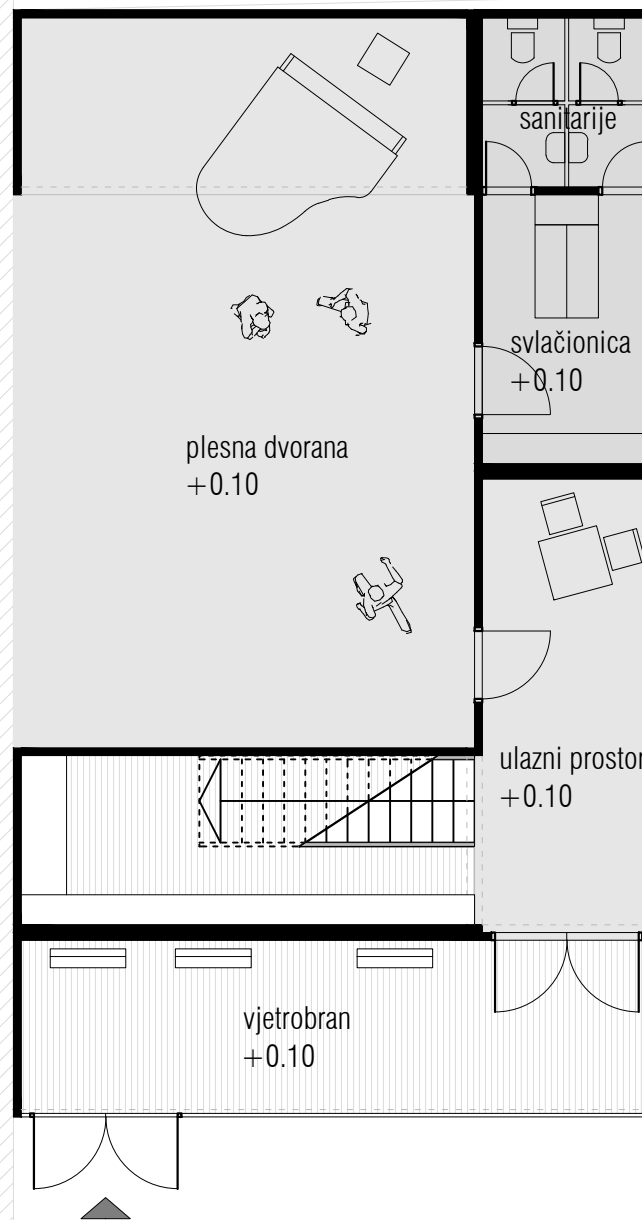 sanitarije
svlačionica
+0.10
plesna dvorana
+0.10
ulazni prostor
+0.10
vjetrobran
+0.10